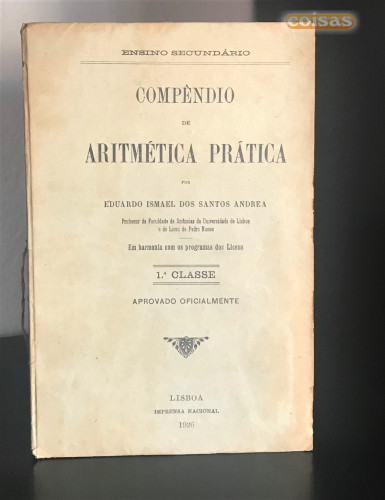 coisas
ENSINO SECUNDÁRIO
COMPÊNDIO
DE
ARITMÉTICA PRÁTICA
POR
EDUARDO ISMAEL DOS SANTOS ANDREA
Professor da Faculdade de Sciências da Universidade de Lisboa
e do Liceu de Pedro Nunes
Em harmonia com os programas dos Liceus
1.ª CLASSE
APROVADO OFICIALMENTE
LISBOA
IMPRENSA NACIONAL
1926